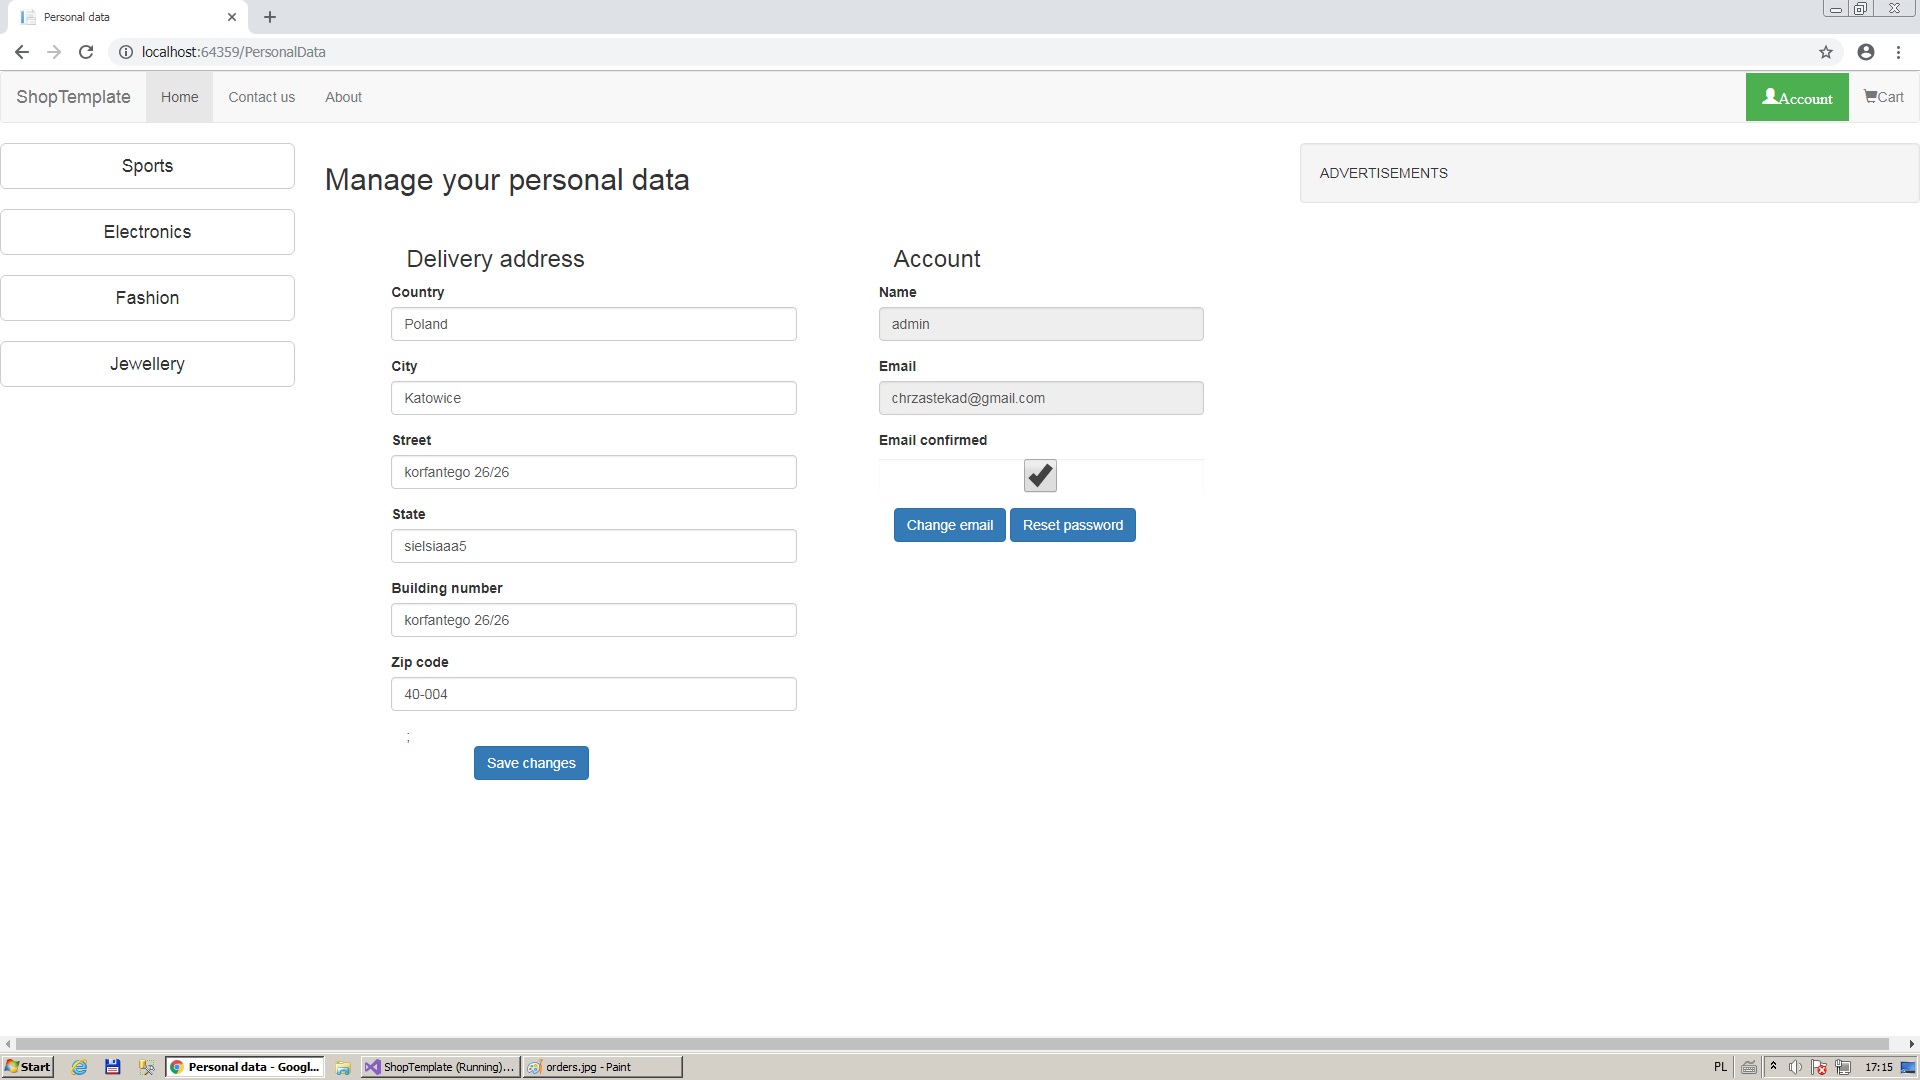 Personal data
localhost:64359/PersonalData
ShopTemplate Home Contact us About Account Cart
Sports
Electronics
Fashion
Jewellery
Manage your personal data
ADVERTISEMENTS
Delivery address
Country
Poland
City
Katowice
Street
korfantego 26/26
State
sielsiaaa5
Building number
korfantego 26/26
Zip code
40-004
;
Save changes
Account
Name
admin
Email
chrzastekad@gmail.com
Email confirmed
Change email Reset password
Start Personal data - Googl... ShopTemplate (Running)... orders.jpg - Paint PL 17:15